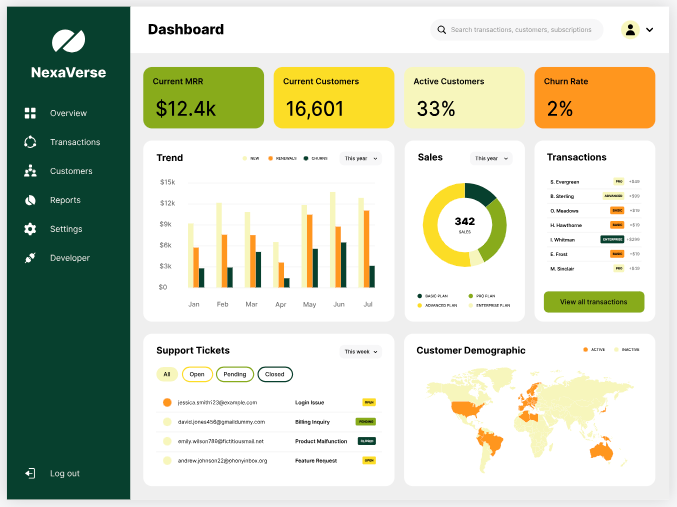 NexaVerse
Overview
Transactions
Customers
Reports
Settings
Developer
Log out
Dashboard
Search transactions, customers, subscriptions
Current MRR
$12.4k
Current Customers
16,601
Active Customers
33%
Churn Rate
2%
Trend
NEW RENEWALS CHURNS
This year
$15k
$12k
$9k
$6k
$3k
$0
Jan Feb Mar Apr May Jun Jul
Sales
This year
342
SALES
BASIC PLAN PRO PLAN
ADVANCED PLAN ENTERPRISE PLAN
Transactions
S. Evergreen PRO +$49
B. Sterling ADVANCED +$99
O. Meadows BASIC +$19
H. Hawthorne BASIC +$19
I. Whitman ENTERPRISE +$299
E. Frost BASIC +$19
M. Sinclair PRO
View all transactions
Support Tickets
This week
All Open Pending Closed
jessica.smith123@example.com Login Issue OPEN
david.jones456@gmaildummy.com Billing Inquiry PENDING
emily.wilson789@fictitiousmail.net Product Malfunction CLOSED
andrew.johnson22@phonyinbox.org Feature Request OPEN
Customer Demographic
ACTIVE INACTIVE